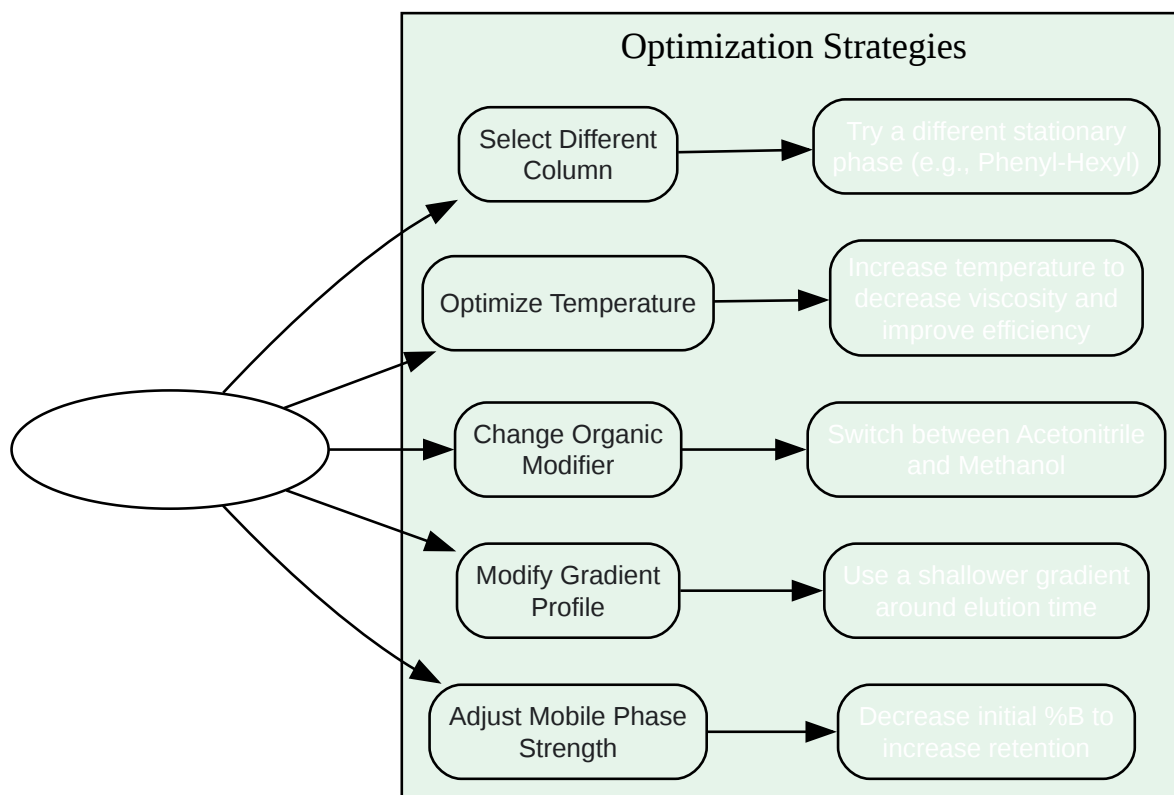 Optimization Strategies
Select Different
Column
Try a different stationary
phase (e.g., Phenyl-Hexyl)
Optimize Temperature
Increase temperature to
decrease viscosity and
improve efficiency
Change Organic
Modifier
Switch between Acetonitrile
and Methanol
Modify Gradient
Profile
Use a shallower gradient
around elution time
Adjust Mobile Phase
Strength
Decrease initial %B to
increase retention